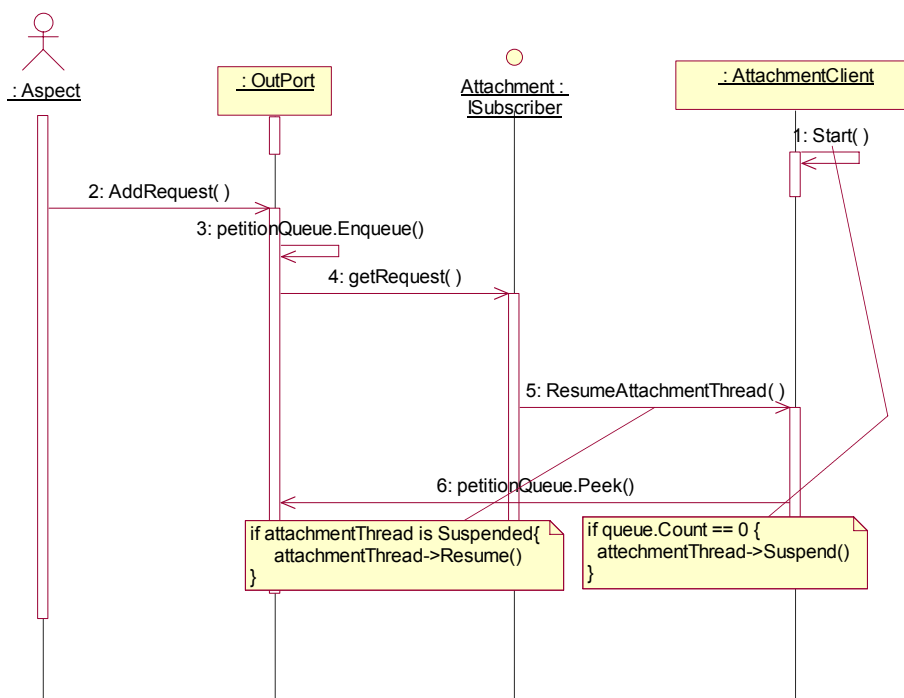 : Aspect
: OutPort
Attachment :
ISubscriber
: AttachmentClient
1: Start( )
2: AddRequest( )
3: petitionQueue.Enqueue()
4: getRequest( )
5: ResumeAttachmentThread( )
6: petitionQueue.Peek()
if attachmentThread is Suspended{
attachmentThread->Resume()
}
if queue.Count == 0 {
attechmentThread->Suspend()
}